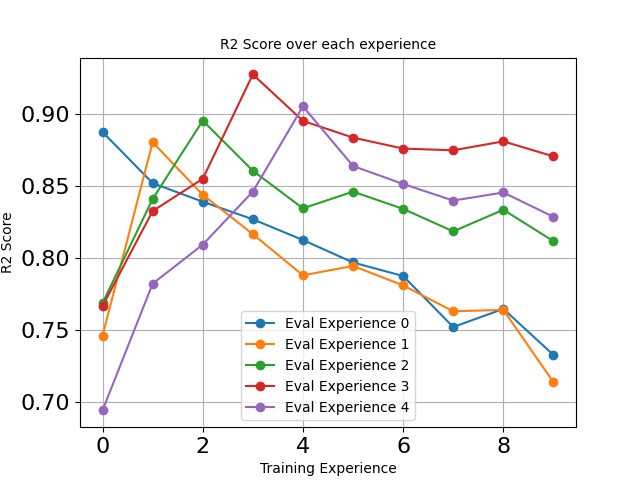 R2 Score over each experience
R2 Score
0.90
0.85
0.80
0.75
0.70
Eval Experience 0
Eval Experience 1
Eval Experience 2
Eval Experience 3
Eval Experience 4
0 2 4 6 8
Training Experience